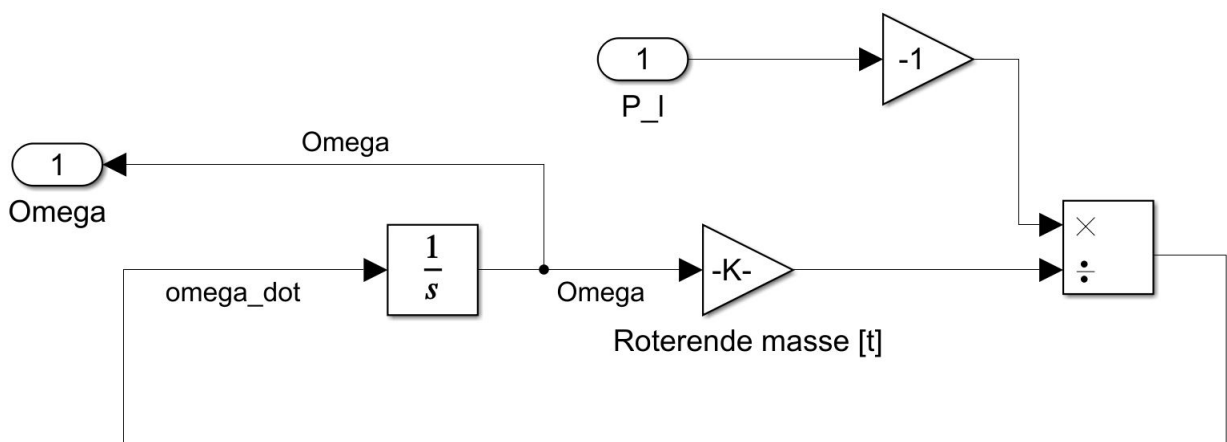 1
-1
P_I
Omega
1
Omega
×
1
s
-K-
÷
omega_dot
Omega
Roterende masse [t]